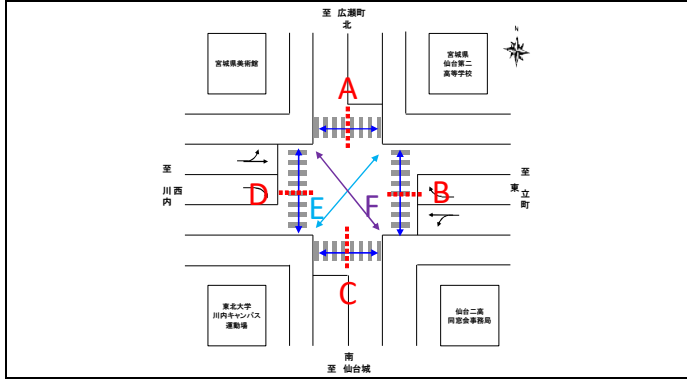 至 広瀬町
北
N
宮城県美術館
宮城県
仙台第二
高等学校
A
至
川内
西
至
東
立町
D
E
F
B
C
東北大学
川内キャンパス
運動場
仙台二高
同窓会事務局
南
至 仙台城